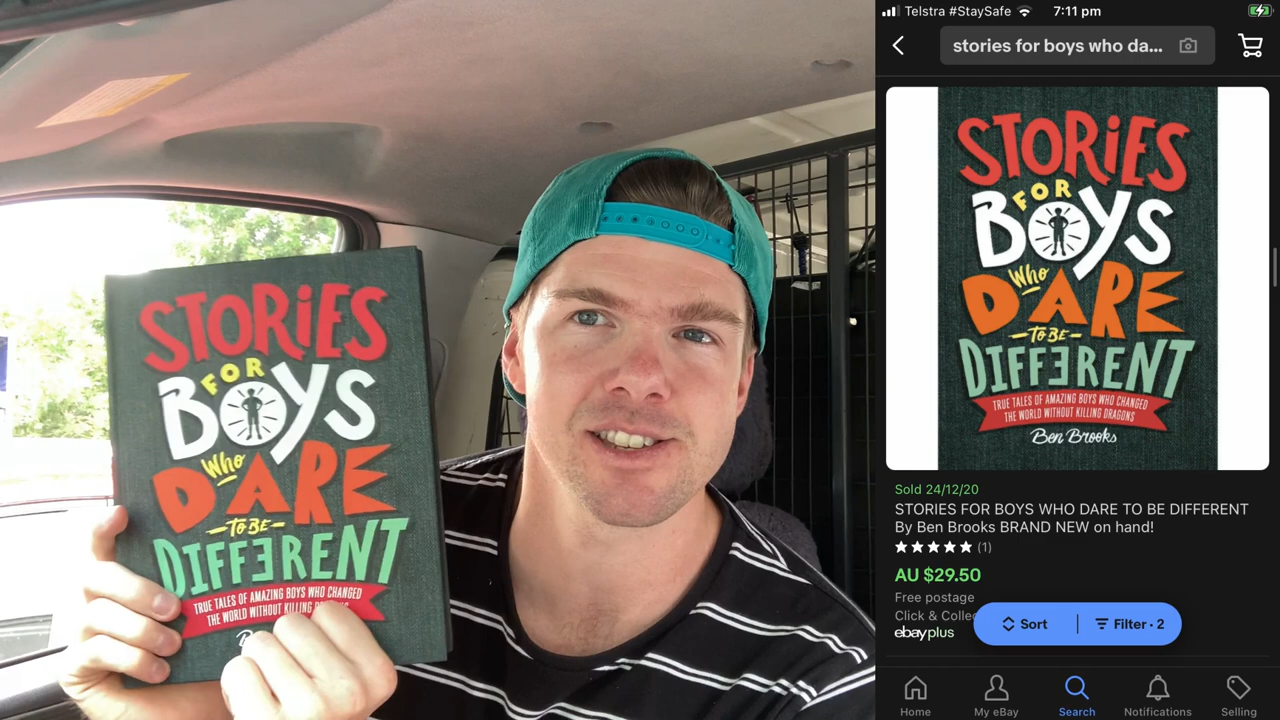 STORIES
FOR
BOYS
Who
DARE
TO BE
DIFFERENT
TRUE TALES OF AMAZING BOYS WHO CHANGED
THE WORLD WITHOUT KILLING
Telstra #StaySafe
7:11 pm
stories for boys who da...
STORIES
FOR
BOYS
Who
DARE
TO BE
DIFFERENT
TRUE TALES OF AMAZING BOYS WHO CHANGED
THE WORLD WITHOUT KILLING DRAGONS
Ben Brooks
Sold 24/12/20
STORIES FOR BOYS WHO DARE TO BE DIFFERENT
By Ben Brooks BRAND NEW on hand!
(1)
AU $29.50
Free postage
Click & Collec
ebayplus
Sort
Filter • 2
Home
My eBay
Search
Notifications
Selling